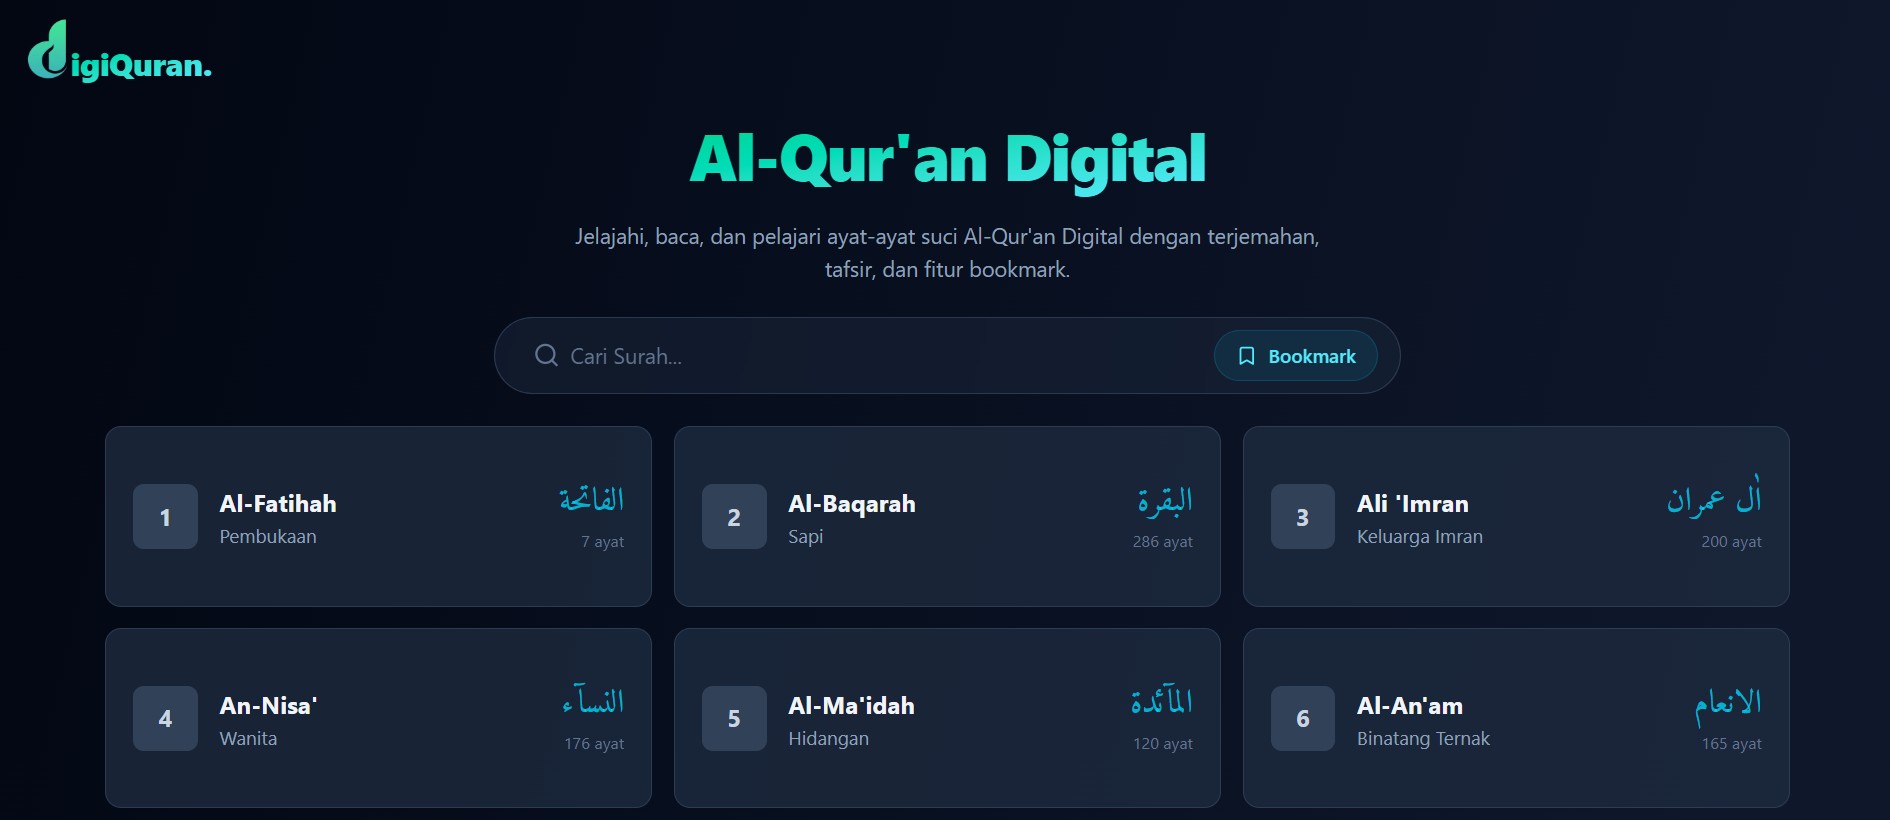 digiQuran.
Al-Qur'an Digital
Jelajahi, baca, dan pelajari ayat-ayat suci Al-Qur'an Digital dengan terjemahan,
tafsir, dan fitur bookmark.
Cari Surah...
Bookmark
1
Al-Fatihah
Pembukaan
الفاتحة
7 ayat
2
Al-Baqarah
Sapi
البقرة
286 ayat
3
Ali 'Imran
Keluarga Imran
اٰل عمران
200 ayat
4
An-Nisa'
Wanita
النساۤء
176 ayat
5
Al-Ma'idah
Hidangan
الماۤئدة
120 ayat
6
Al-An'am
Binatang Ternak
الانعام
165 ayat